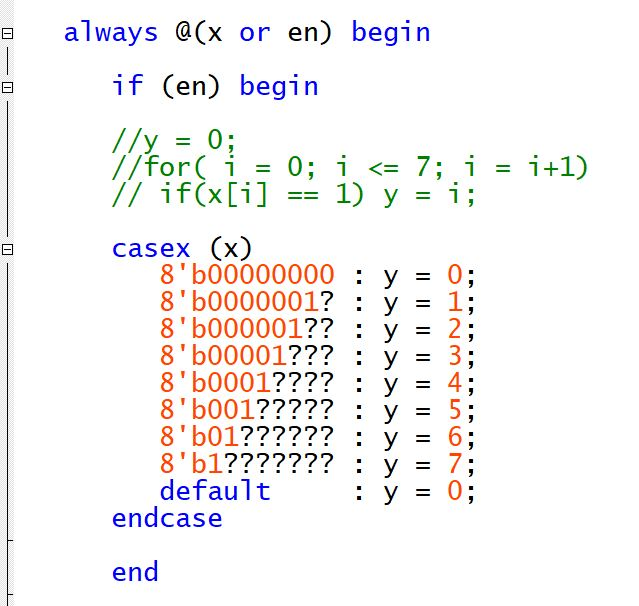 always @(x or en) begin
if (en) begin
//y = 0;
//for( i = 0; i <= 7; i = i+1)
// if(x[i] == 1) y = i;
casex (x)
8'b00000000 : y = 0;
8'b0000001? : y = 1;
8'b000001?? : y = 2;
8'b00001??? : y = 3;
8'b0001???? : y = 4;
8'b001????? : y = 5;
8'b01?????? : y = 6;
8'b1??????? : y = 7;
default : y = 0;
endcase
end